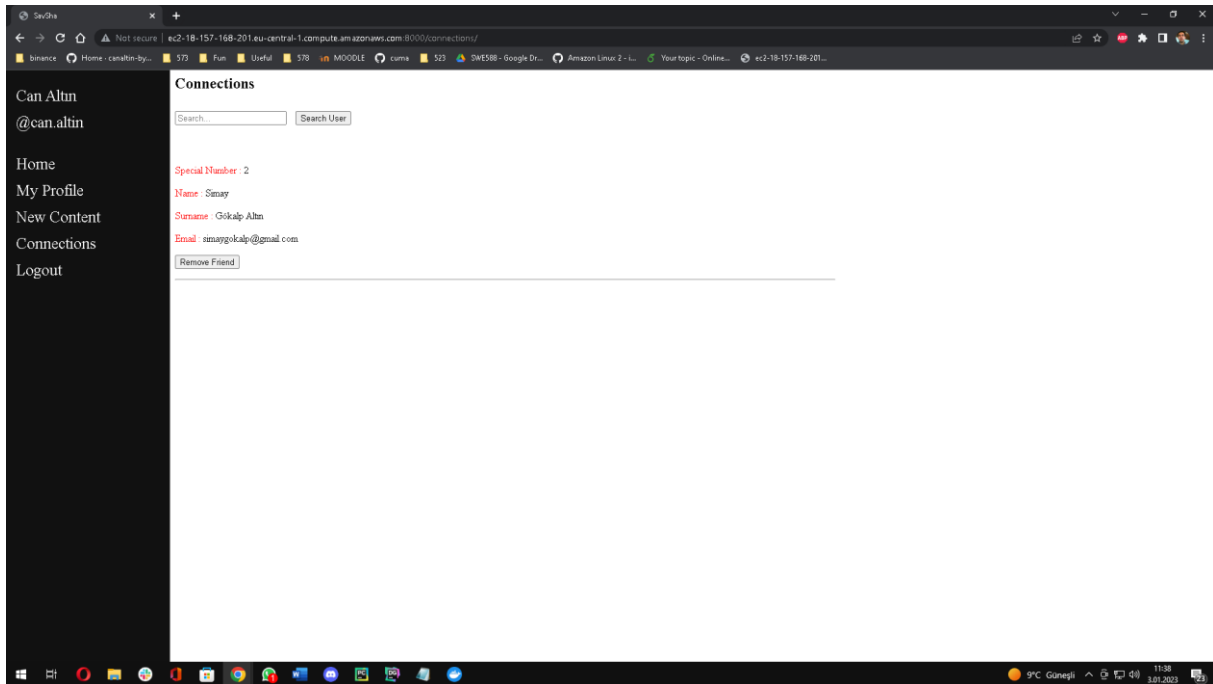 SavSha
Not secure | ec2-18-157-168-201.eu-central-1.compute.amazonaws.com:8000/connections/
binance Home · canaltin-by... 573 Fun Useful 578 MOODLE cuma 523 SWE588 - Google Dr... Amazon Linux 2 - i... Your topic - Online... ec2-18-157-168-201...
Can Altın
@can.altin
Home
My Profile
New Content
Connections
Logout
Connections
Search... Search User
Special Number : 2
Name : Simay
Surname : Gökalp Altın
Email : simaygokalp@gmail.com
Remove Friend
9°C Güneşli 11:38
3.01.2023